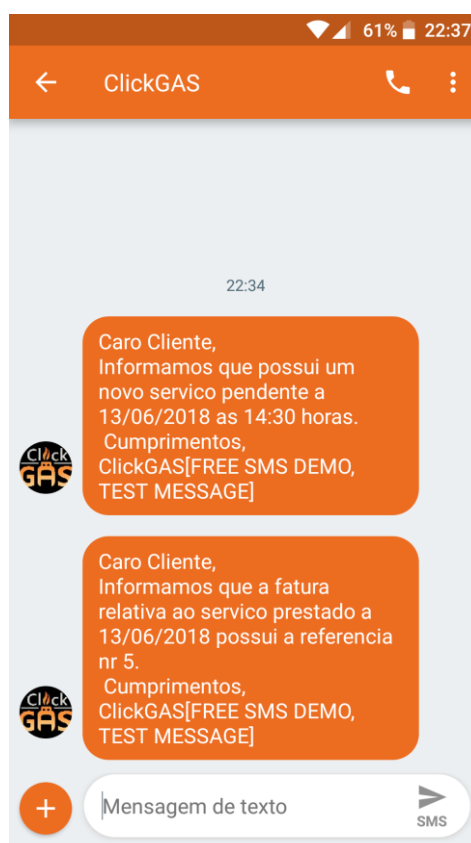 61% 22:37
ClickGAS
22:34
Caro Cliente,
Informamos que possui um
novo servico pendente a
13/06/2018 as 14:30 horas.
Cumprimentos,
ClickGAS[FREE SMS DEMO,
TEST MESSAGE]
Click
GAS
Caro Cliente,
Informamos que a fatura
relativa ao servico prestado a
13/06/2018 possui a referencia
nr 5.
Cumprimentos,
ClickGAS[FREE SMS DEMO,
TEST MESSAGE]
Click
GAS
Mensagem de texto
SMS